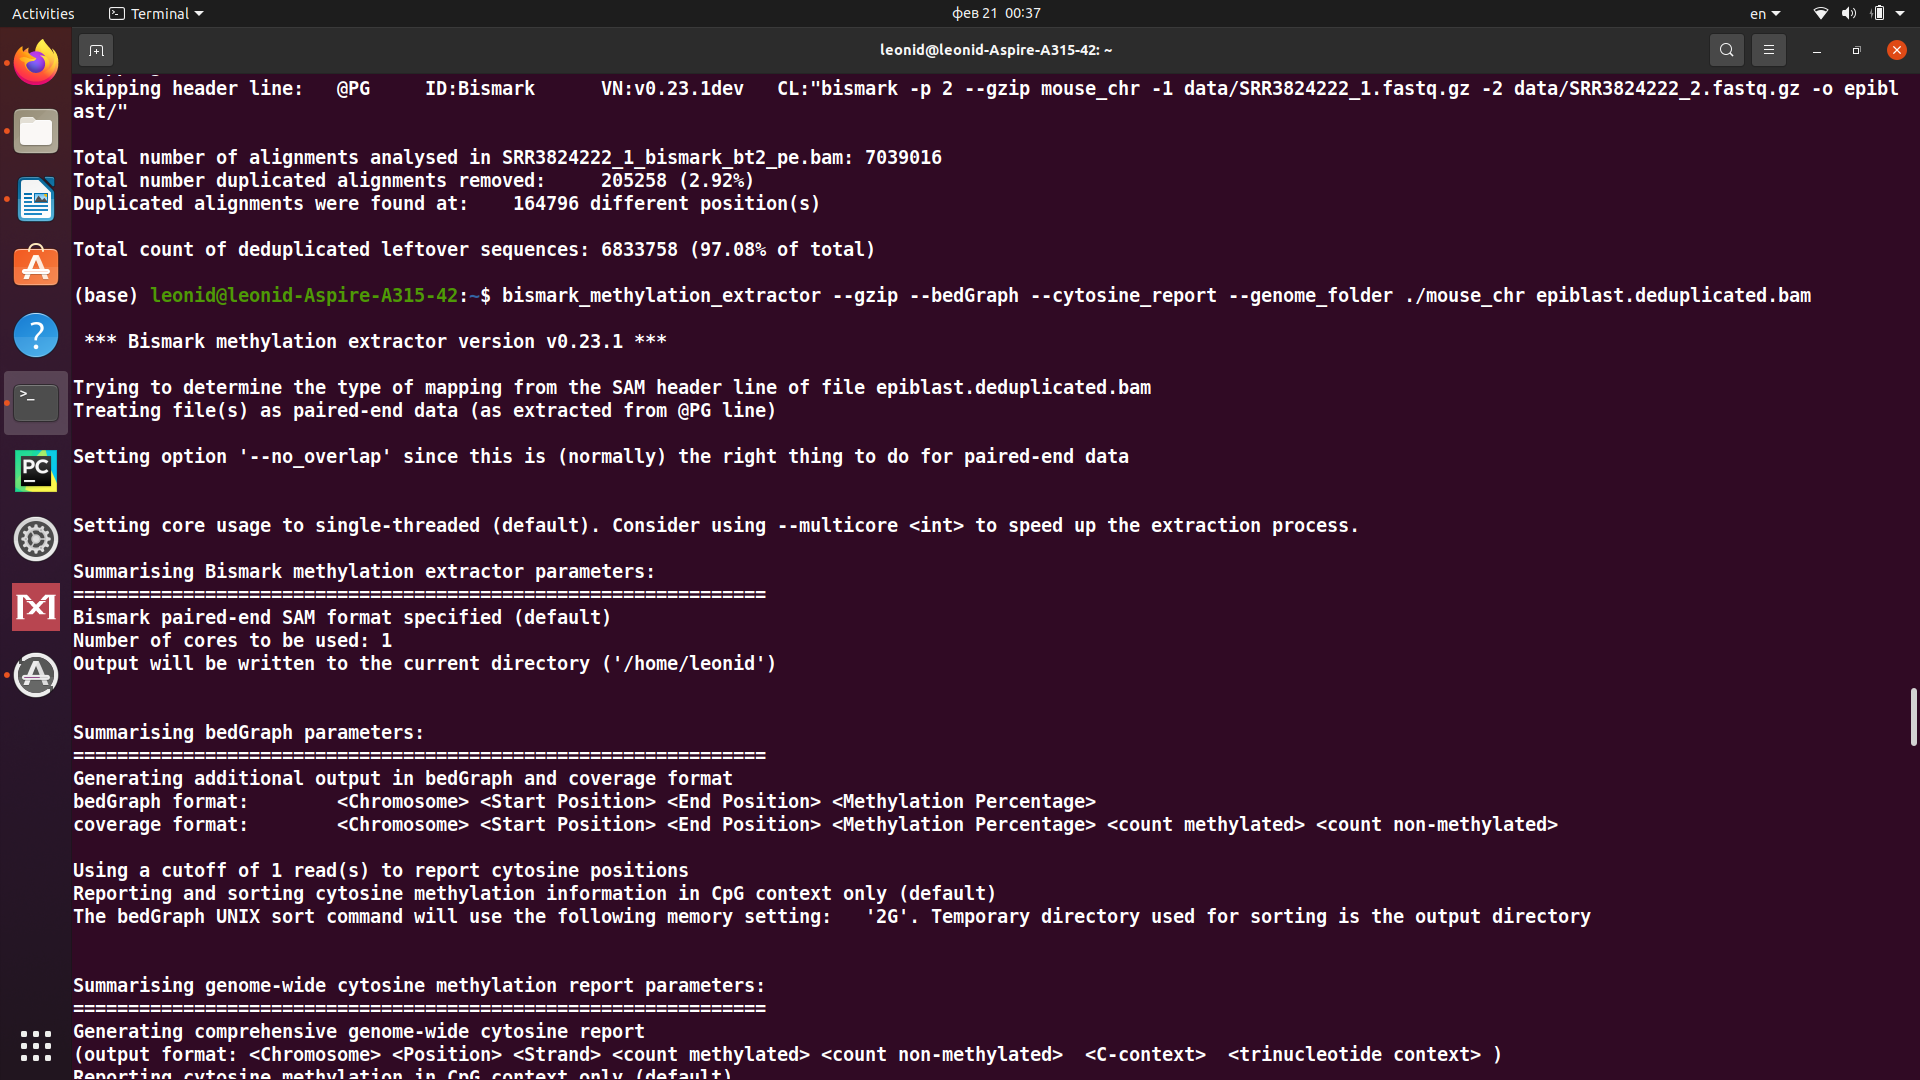 Activities
Terminal
фев 21 00:37
en
leonid@leonid-Aspire-A315-42: ~
skipping header line:   @PG     ID:Bismark      VN:v0.23.1dev   CL:"bismark -p 2 --gzip mouse_chr -1 data/SRR3824222_1.fastq.gz -2 data/SRR3824222_2.fastq.gz -o epibl
ast/"
Total number of alignments analysed in SRR3824222_1_bismark_bt2_pe.bam: 7039016
Total number duplicated alignments removed:     205258 (2.92%)
Duplicated alignments were found at:    164796 different position(s)
Total count of deduplicated leftover sequences: 6833758 (97.08% of total)
(base) leonid@leonid-Aspire-A315-42:~$ bismark_methylation_extractor --gzip --bedGraph --cytosine_report --genome_folder ./mouse_chr epiblast.deduplicated.bam
*** Bismark methylation extractor version v0.23.1 ***
Trying to determine the type of mapping from the SAM header line of file epiblast.deduplicated.bam
Treating file(s) as paired-end data (as extracted from @PG line)
Setting option '--no_overlap' since this is (normally) the right thing to do for paired-end data
Setting core usage to single-threaded (default). Consider using --multicore <int> to speed up the extraction process.
Summarising Bismark methylation extractor parameters:
===============================================================
Bismark paired-end SAM format specified (default)
Number of cores to be used: 1
Output will be written to the current directory ('/home/leonid')
Summarising bedGraph parameters:
===============================================================
Generating additional output in bedGraph and coverage format
bedGraph format:        <Chromosome> <Start Position> <End Position> <Methylation Percentage>
coverage format:        <Chromosome> <Start Position> <End Position> <Methylation Percentage> <count methylated> <count non-methylated>
Using a cutoff of 1 read(s) to report cytosine positions
Reporting and sorting cytosine methylation information in CpG context only (default)
The bedGraph UNIX sort command will use the following memory setting:   '2G'. Temporary directory used for sorting is the output directory
Summarising genome-wide cytosine methylation report parameters:
===============================================================
Generating comprehensive genome-wide cytosine report
(output format: <Chromosome> <Position> <Strand> <count methylated> <count non-methylated>  <C-context>  <trinucleotide context> )
Reporting cytosine methylation in CpG context only (default)
PC